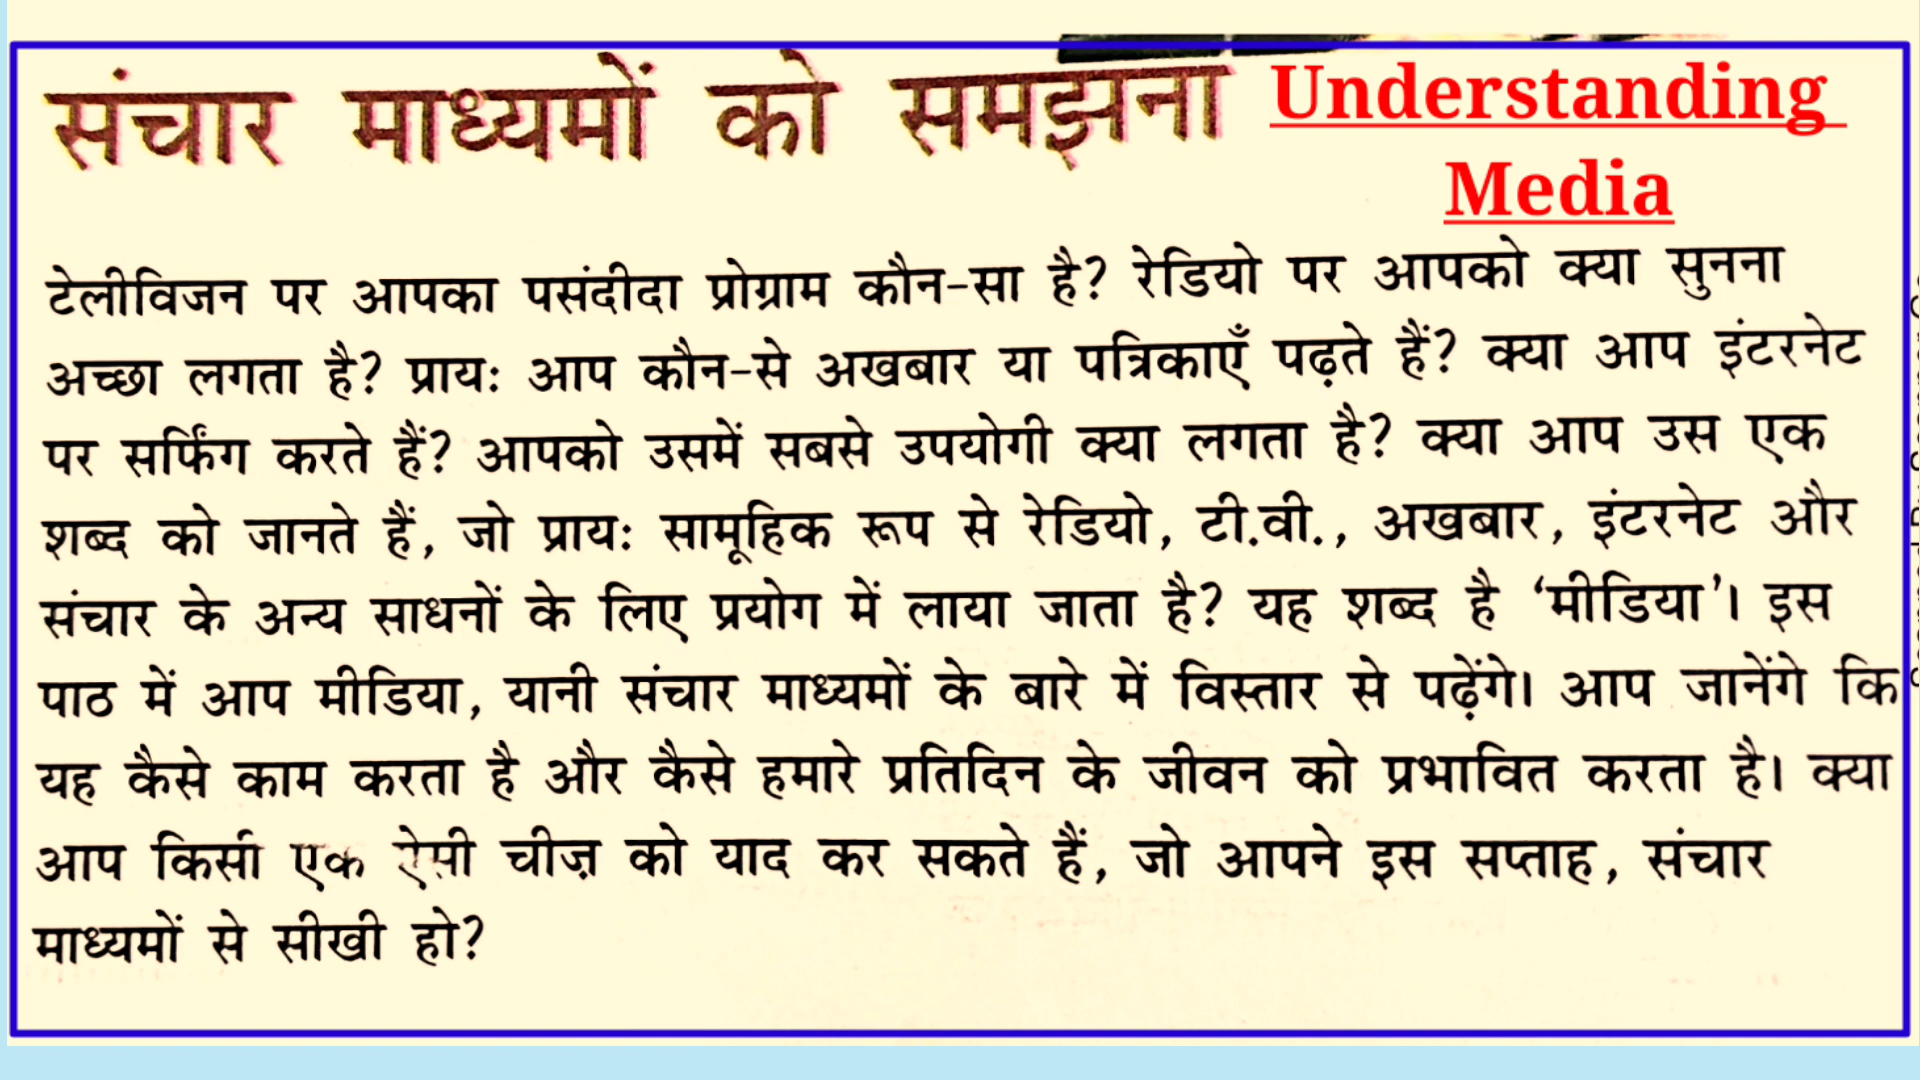 संचार माध्यमों को समझना
Understanding
Media
टेलीविजन पर आपका पसंदीदा प्रोग्राम कौन-सा है? रेडियो पर आपको क्या सुनना
अच्छा लगता है? प्रायः आप कौन-से अखबार या पत्रिकाएँ पढ़ते हैं? क्या आप इंटरनेट
पर सर्फिंग करते हैं? आपको उसमें सबसे उपयोगी क्या लगता है? क्या आप उस एक
शब्द को जानते हैं, जो प्रायः सामूहिक रूप से रेडियो, टी.वी., अखबार, इंटरनेट और
संचार के अन्य साधनों के लिए प्रयोग में लाया जाता है? यह शब्द है ‘मीडिया’। इस
पाठ में आप मीडिया, यानी संचार माध्यमों के बारे में विस्तार से पढ़ेंगे। आप जानेंगे कि
यह कैसे काम करता है और कैसे हमारे प्रतिदिन के जीवन को प्रभावित करता है। क्या
आप किसी एक ऐसी चीज़ को याद कर सकते हैं, जो आपने इस सप्ताह, संचार
माध्यमों से सीखी हो?